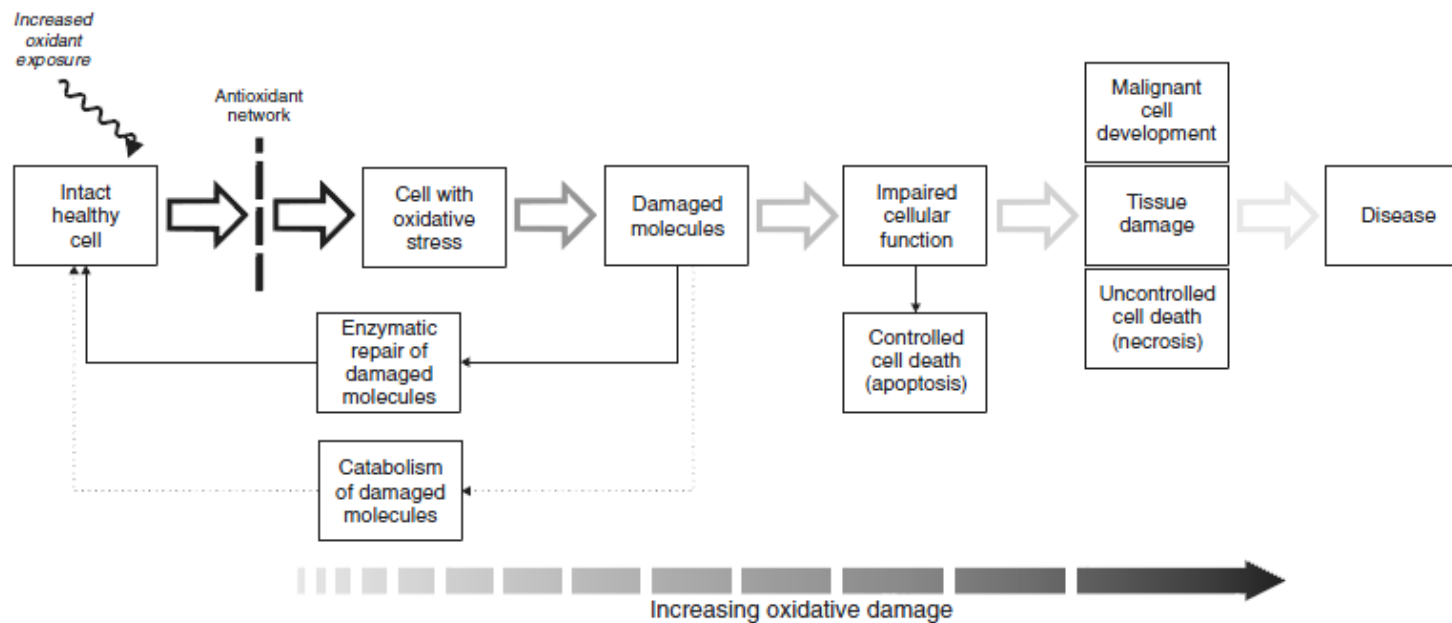 Increased
oxidant
exposure
Antioxidant
network
Intact
healthy
cell
Cell with
oxidative
stress
Damaged
molecules
Impaired
cellular
function
Malignant
cell
development
Tissue
damage
Uncontrolled
cell death
(necrosis)
Disease
Enzymatic
repair of
damaged
molecules
Controlled
cell death
(apoptosis)
Catabolism
of damaged
molecules
Increasing oxidative damage